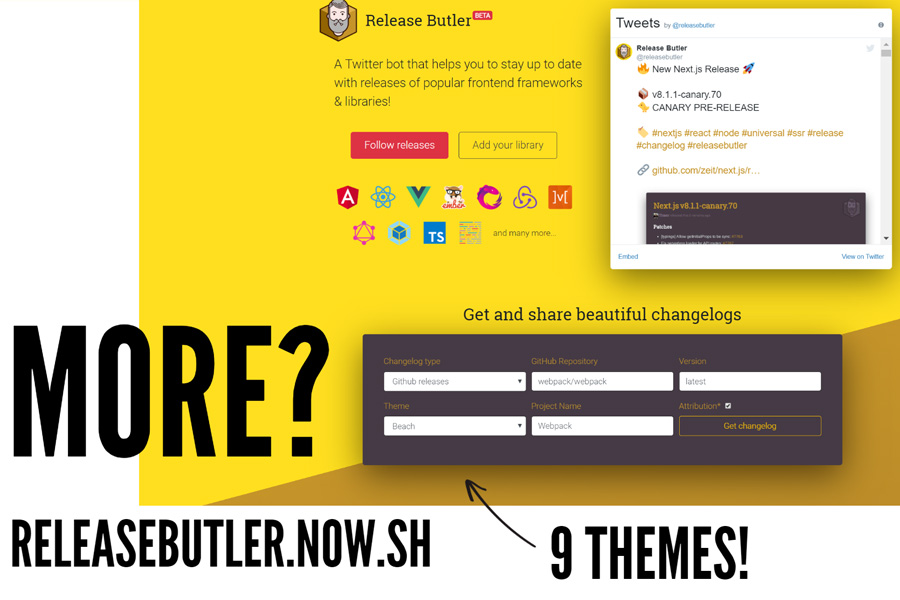 Release Butler BETA
A Twitter bot that helps you to stay up to date
with releases of popular frontend frameworks
& libraries!
Follow releases
Add your library
ember
TS
and many more...
Tweets by @releasebutler
Release Butler
@releasebutler
🔥 New Next.js Release 🚀
📦 v8.1.1-canary.70
🐤 CANARY PRE-RELEASE
🏷️ #nextjs #react #node #universal #ssr #release
#changelog #releasebutler
🔗 github.com/zeit/next.js/r…
Next.js v8.1.1-canary.70
Patches
Embed
View on Twitter
Get and share beautiful changelogs
Changelog type
GitHub Repository
Version
Github releases
webpack/webpack
latest
Theme
Project Name
Attribution*
Beach
Webpack
Get changelog
MORE?
RELEASEBUTLER.NOW.SH
9 THEMES!